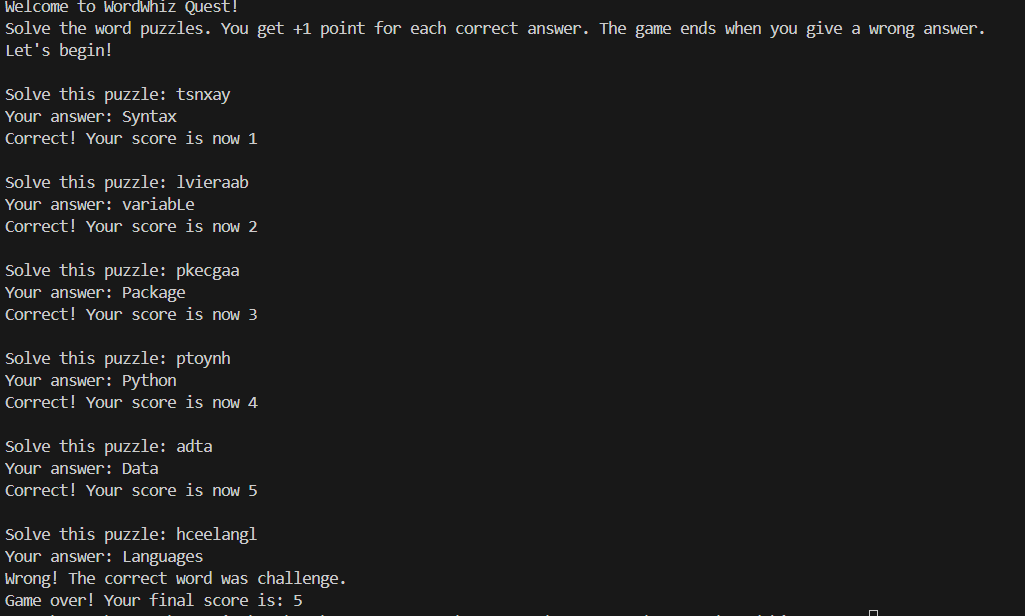 Welcome to WordWhiz Quest!
Solve the word puzzles. You get +1 point for each correct answer. The game ends when you give a wrong answer.
Let's begin!
Solve this puzzle: tsnxay
Your answer: Syntax
Correct! Your score is now 1
Solve this puzzle: lvieraab
Your answer: variabLe
Correct! Your score is now 2
Solve this puzzle: pkecgaa
Your answer: Package
Correct! Your score is now 3
Solve this puzzle: ptoynh
Your answer: Python
Correct! Your score is now 4
Solve this puzzle: adta
Your answer: Data
Correct! Your score is now 5
Solve this puzzle: hceelangl
Your answer: Languages
Wrong! The correct word was challenge.
Game over! Your final score is: 5